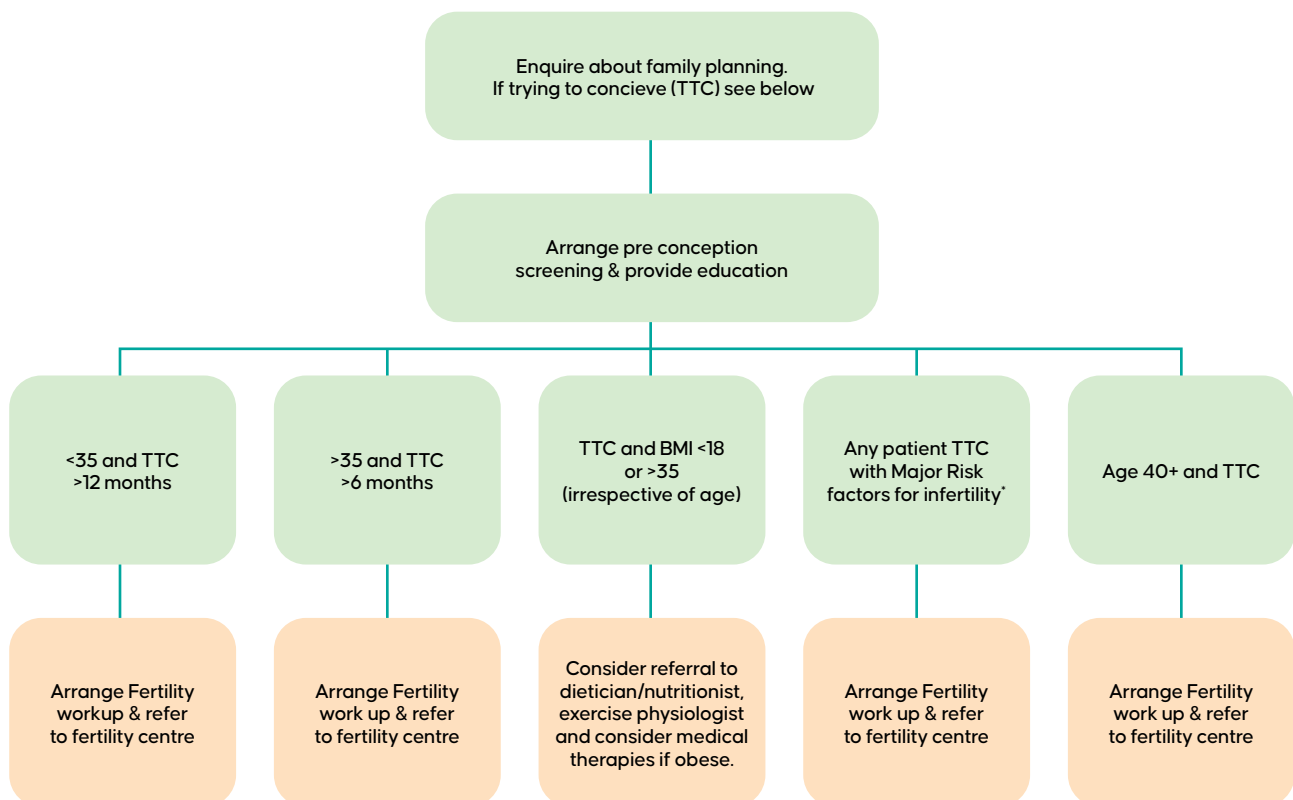 Enquire about family planning.
If trying to concieve (TTC) see below
Arrange pre conception
screening & provide education
<35 and TTC
>12 months
>35 and TTC
>6 months
TTC and BMI <18
or >35
(irrespective of age)
Any patient TTC
with Major Risk
factors for infertility*
Age 40+ and TTC
Arrange Fertility
workup & refer
to fertility centre
Arrange Fertility
work up & refer
to fertility centre
Consider referral to
dietician/nutritionist,
exercise physiologist
and consider medical
therapies if obese.
Arrange Fertility
work up & refer
to fertility centre
Arrange Fertility
work up & refer
to fertility centre